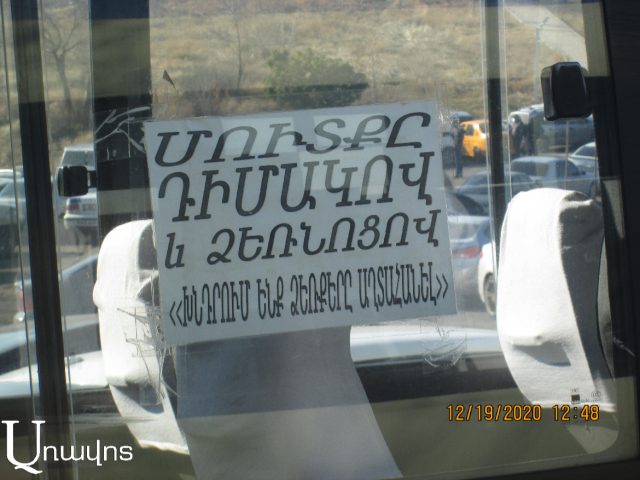 ՄՈՒՏՔԸ
ԴԻՄԱԿՈՎ
և ՁԵՌՆՈՑՈՎ
<<ԽՆԴՐՈՒՄ ԵՆՔ ՁԵՌՔԵՐԸ ԱԽՏԱՀԱՆԵԼ>>
12/19/2020 12:48
Առավոտ